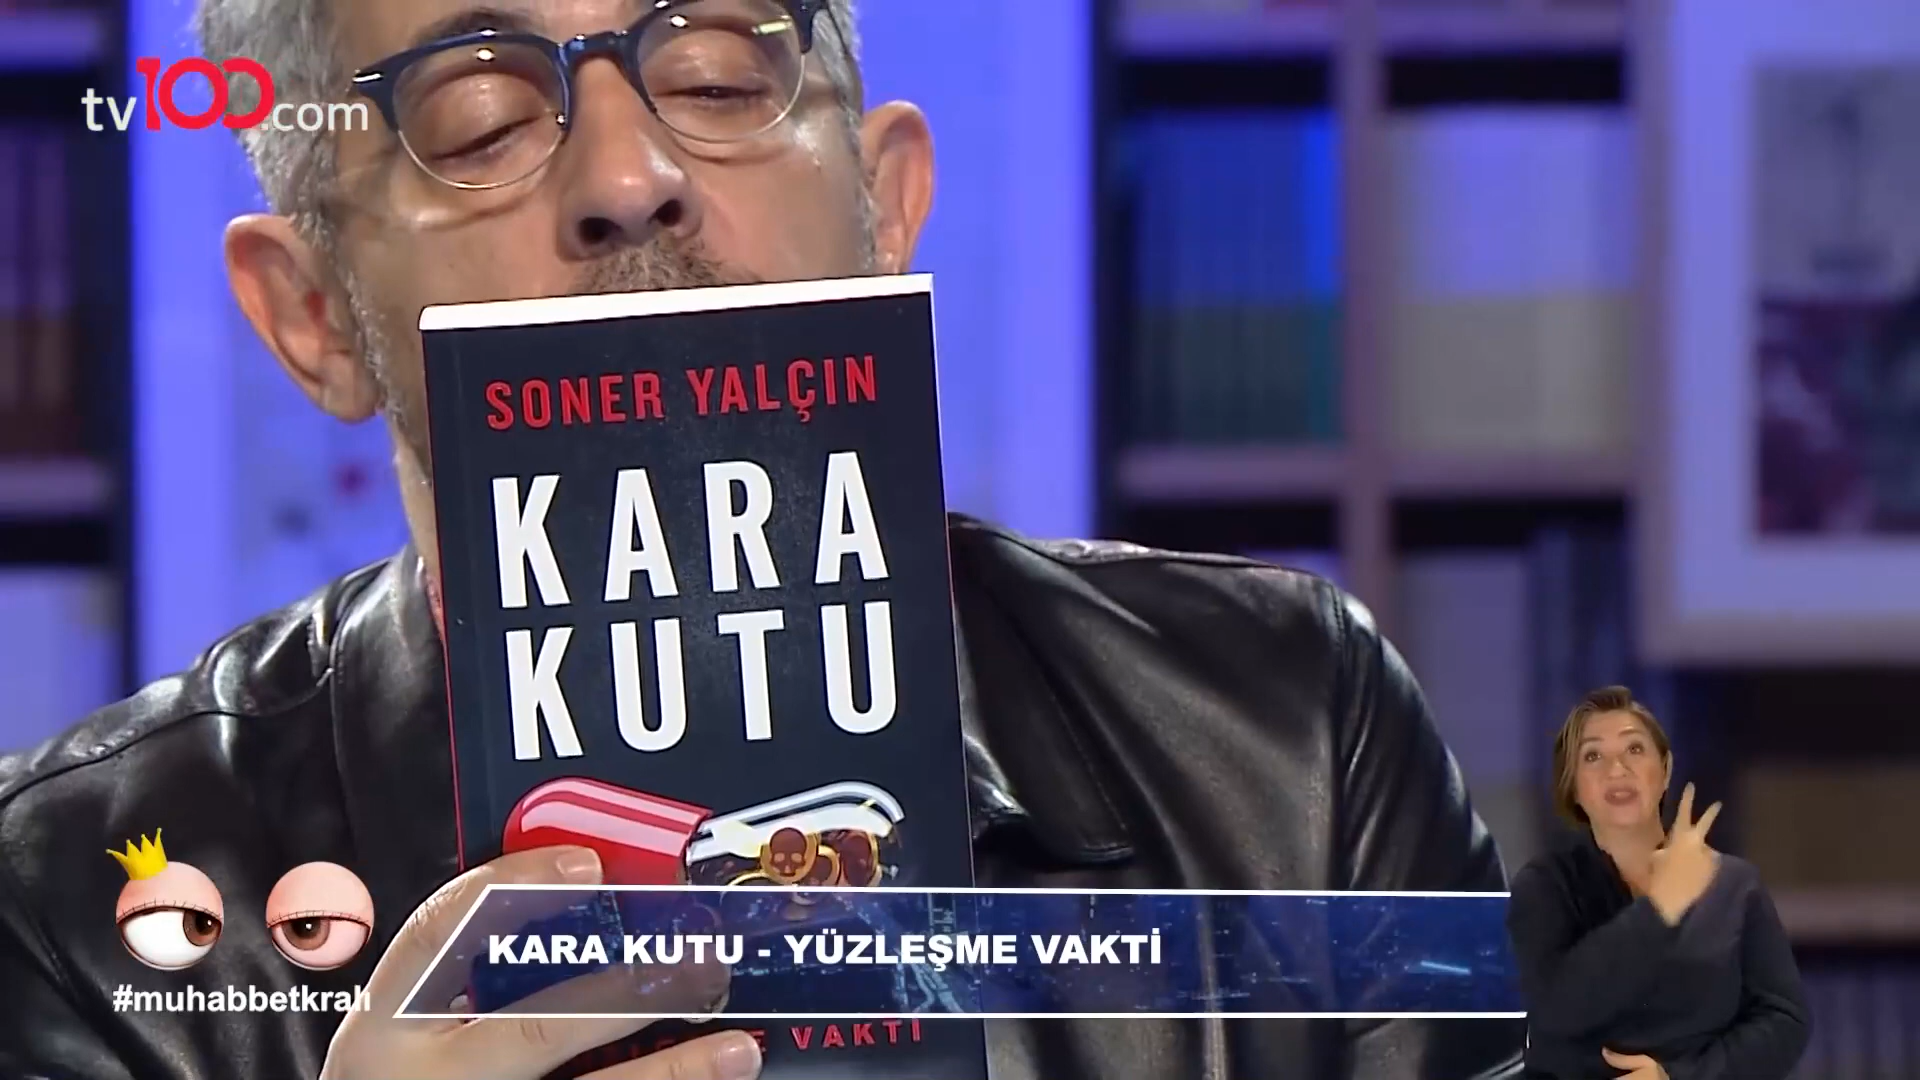 tv100.com
SONER YALÇIN
KARA
KUTU
KARA KUTU - YÜZLEŞME VAKTİ
#muhabbetkralı
VAKTİ